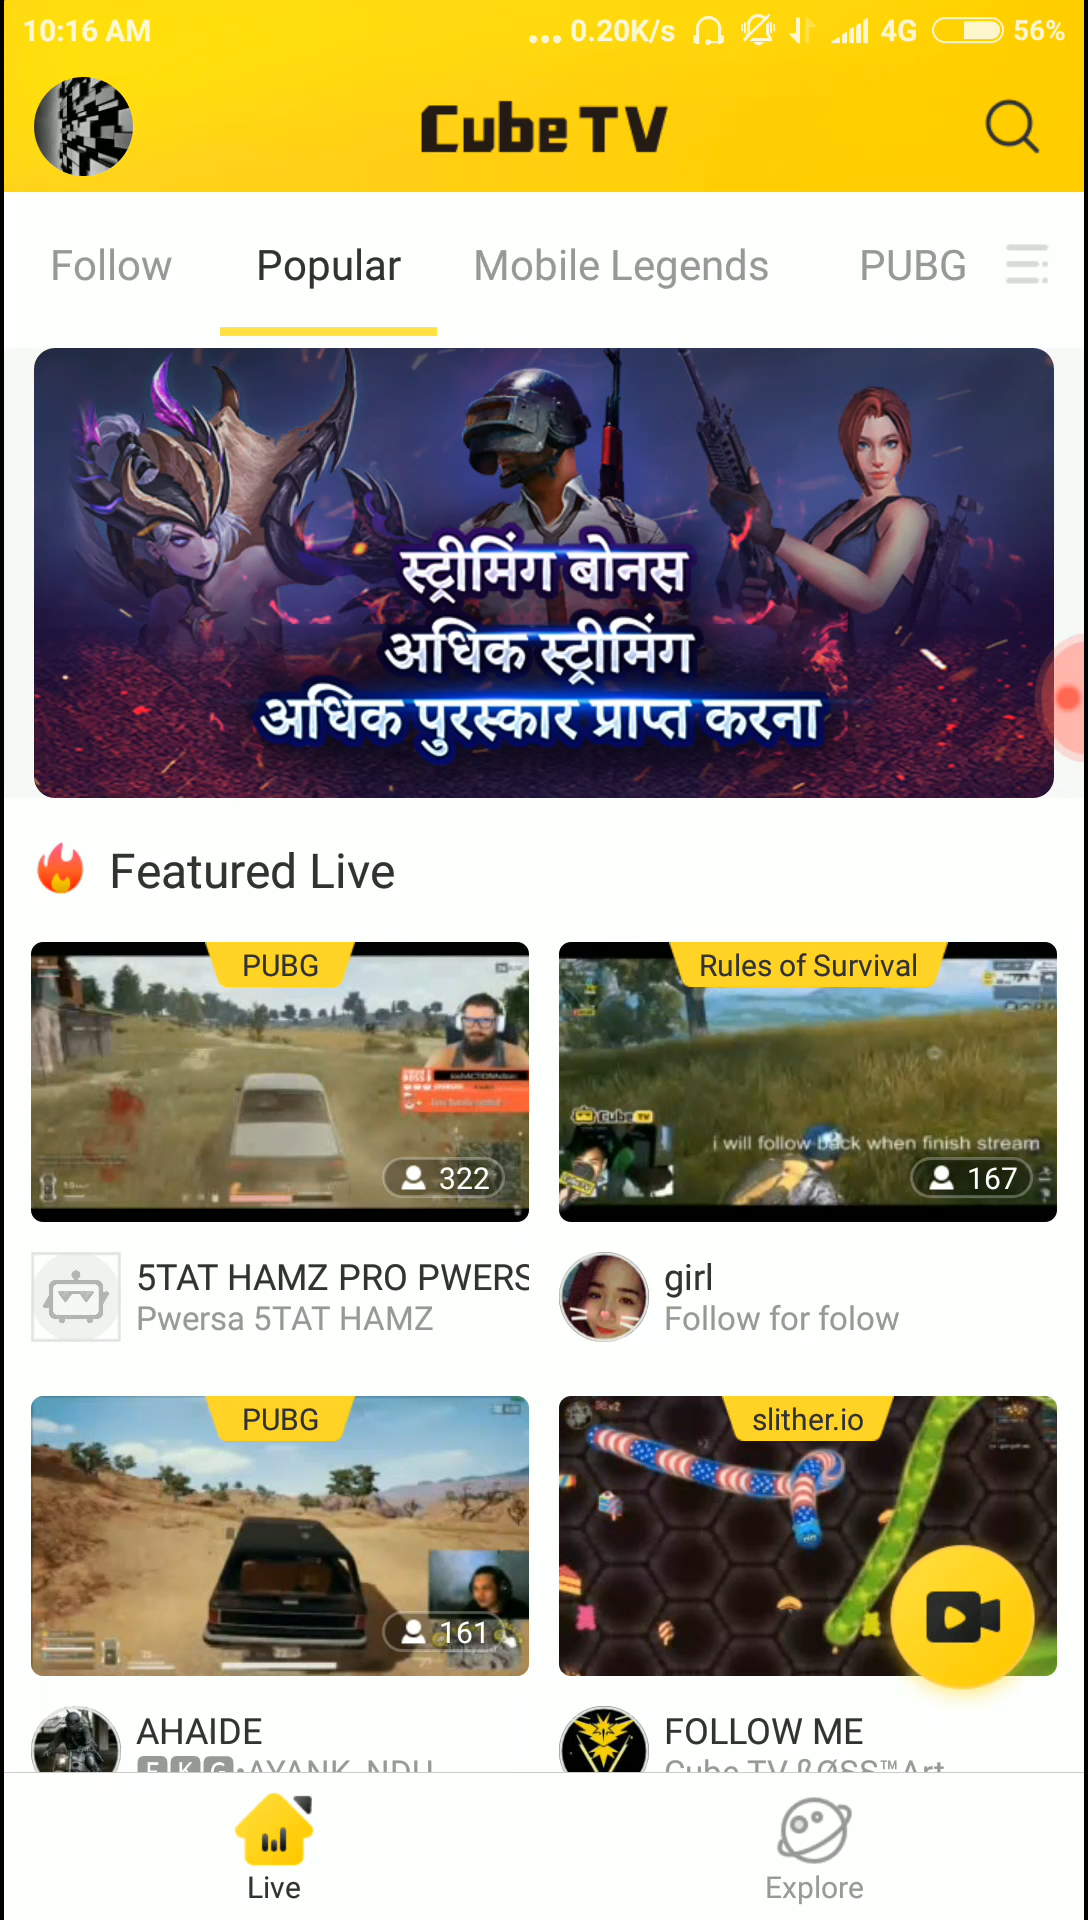 10:16 AM
... 0.20K/s 4G 56%
Cube TV
Follow Popular Mobile Legends PUBG
स्ट्रीमिंग बोनस
अधिक स्ट्रीमिंग
अधिक पुरस्कार प्राप्त करना
Featured Live
PUBG
322
5TAT HAMZ PRO PWERS
Pwersa 5TAT HAMZ
Rules of Survival
Cube TV
i will follow back when finish stream
167
girl
Follow for folow
PUBG
161
AHAIDE
slither.io
FOLLOW ME
Live
Explore